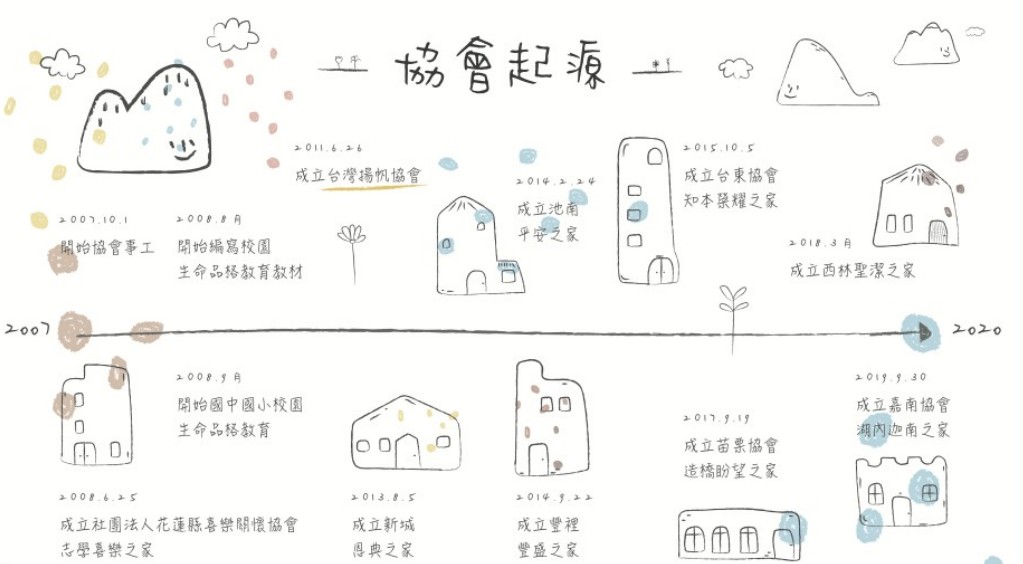 協會起源
2007
2007.10.1
開始協會事工
2008.6.25
成立社團法人花蓮縣喜樂關懷協會
志學喜樂之家
2008.8月
開始編寫校園
生命品格教育教材
2008.9月
開始國中國小校園
生命品格教育
2011.6.26
成立台灣揚帆協會
2013.8.5
成立新城
恩典之家
2014.2.24
成立池南
平安之家
2014.9.22
成立豐裡
豐盛之家
2015.10.5
成立台東協會
知本榮耀之家
2017.9.19
成立苗栗協會
造橋盼望之家
2018.3月
成立西林聖潔之家
2019.9.30
成立嘉南協會
湖內迦南之家
2020